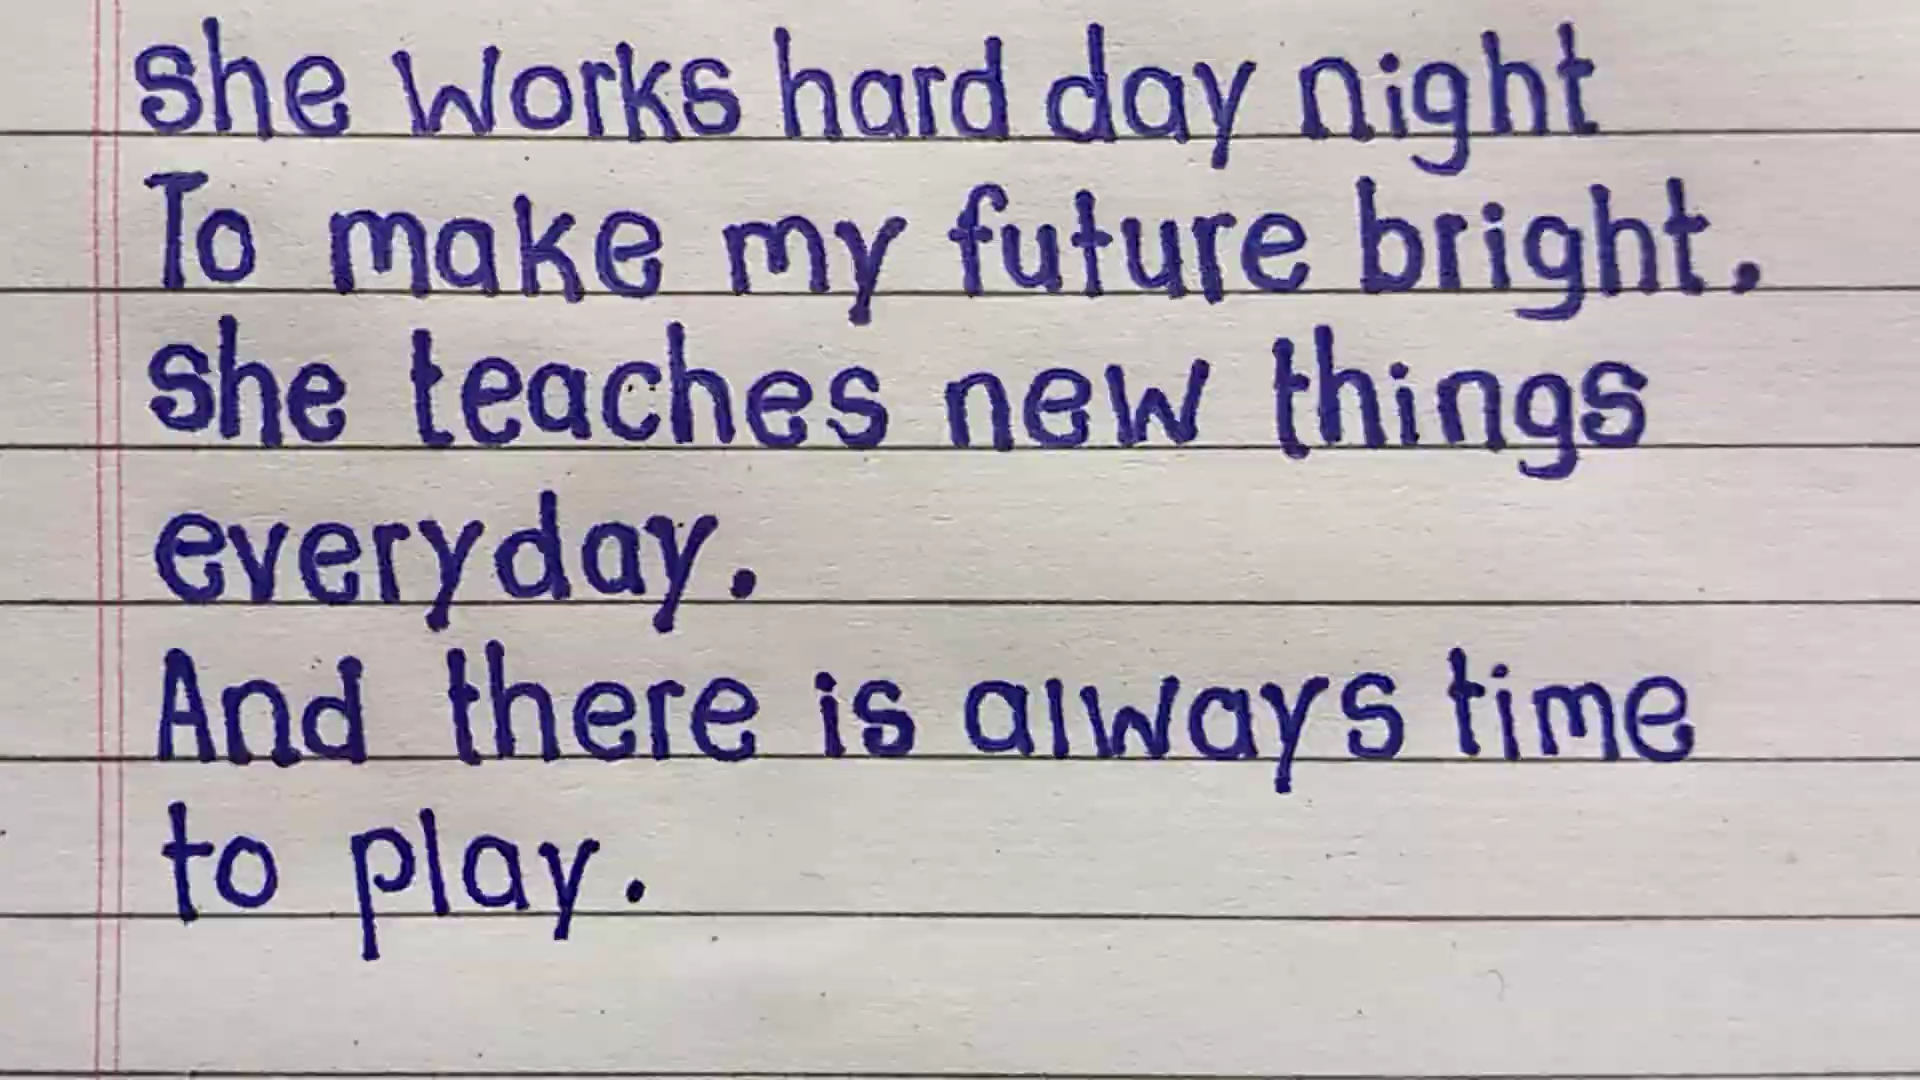 she works hard day night
To make my future bright.
she teaches new things
everyday.
And there is always time
to play.